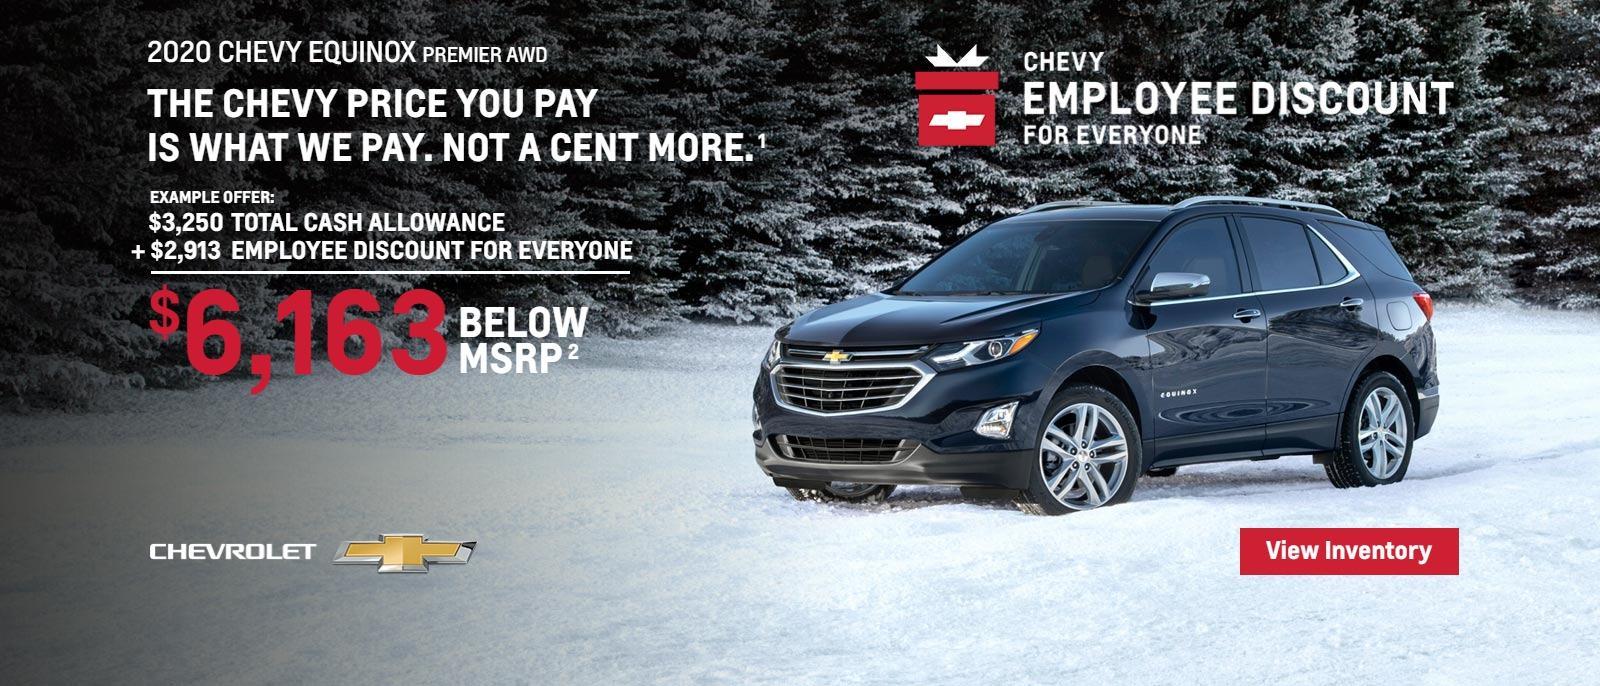 2020 CHEVY EQUINOX PREMIER AWD
THE CHEVY PRICE YOU PAY
IS WHAT WE PAY. NOT A CENT MORE.1
EXAMPLE OFFER:
$3,250 TOTAL CASH ALLOWANCE
+ $2,913 EMPLOYEE DISCOUNT FOR EVERYONE
$6,163 BELOW
MSRP2
CHEVY
EMPLOYEE DISCOUNT
FOR EVERYONE
EQUINOX
CHEVROLET
View Inventory